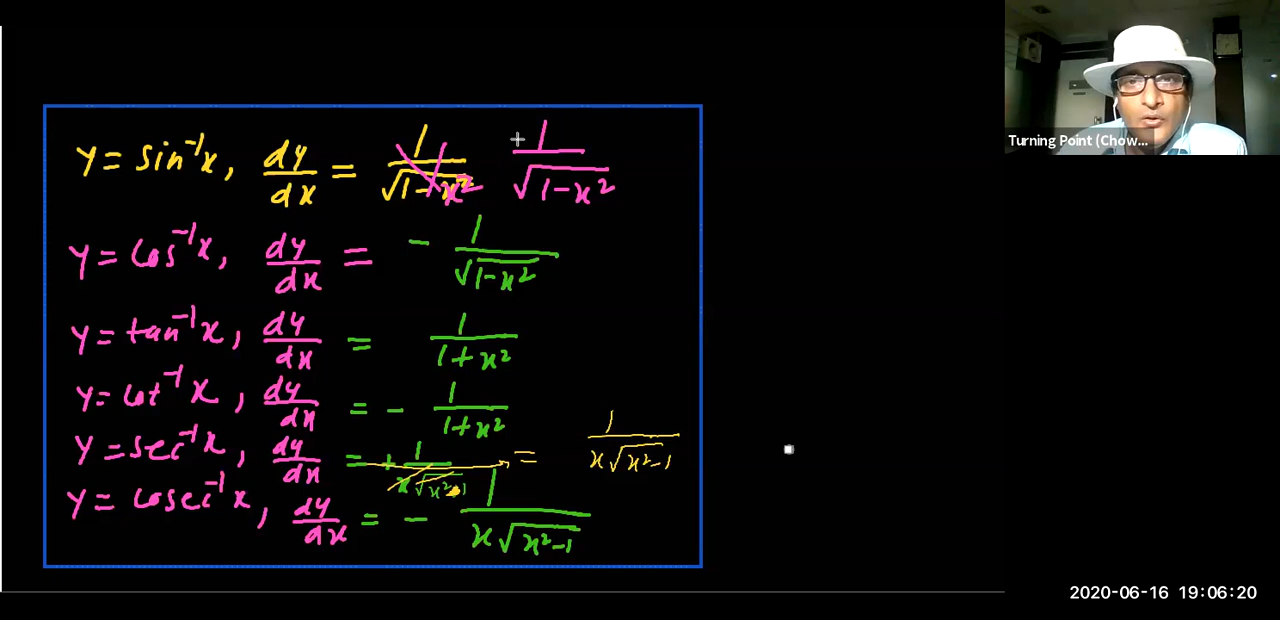 y = sin⁻¹x, dy/dx = 1/√(1-x²) 1/√(1-x²)
y = cos⁻¹x, dy/dx = - 1/√(1-x²)
y = tan⁻¹x, dy/dx = 1/(1+x²)
y = cot⁻¹x, dy/dx = - 1/(1+x²)
y = sec⁻¹x, dy/dx = + 1/(x√(x²-1)) = 1/(x√(x²-1))
y = cosec⁻¹x, dy/dx = - 1/(x√(x²-1))
Turning Point (Chow...
2020-06-16 19:06:20